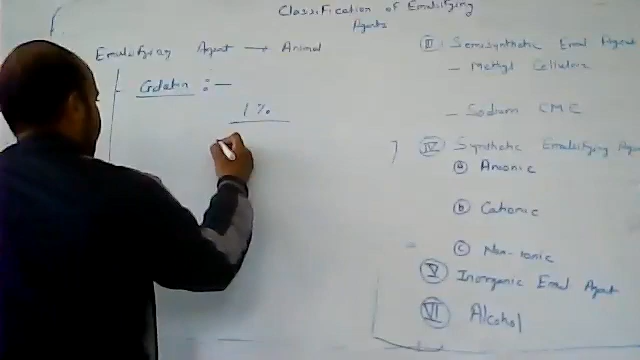 Classification of Emulsifying
Agents
Emulsifying Agent → Animal
Gelatin :—
1%
III Semisynthetic Emul Agent
- Methyl Cellulose
- Sodium CMC
IV Synthetic Emulsifying Agen
a Anionic
b Cationic
c Non-ionic
V Inorganic Emul Agent
VI Alcohol